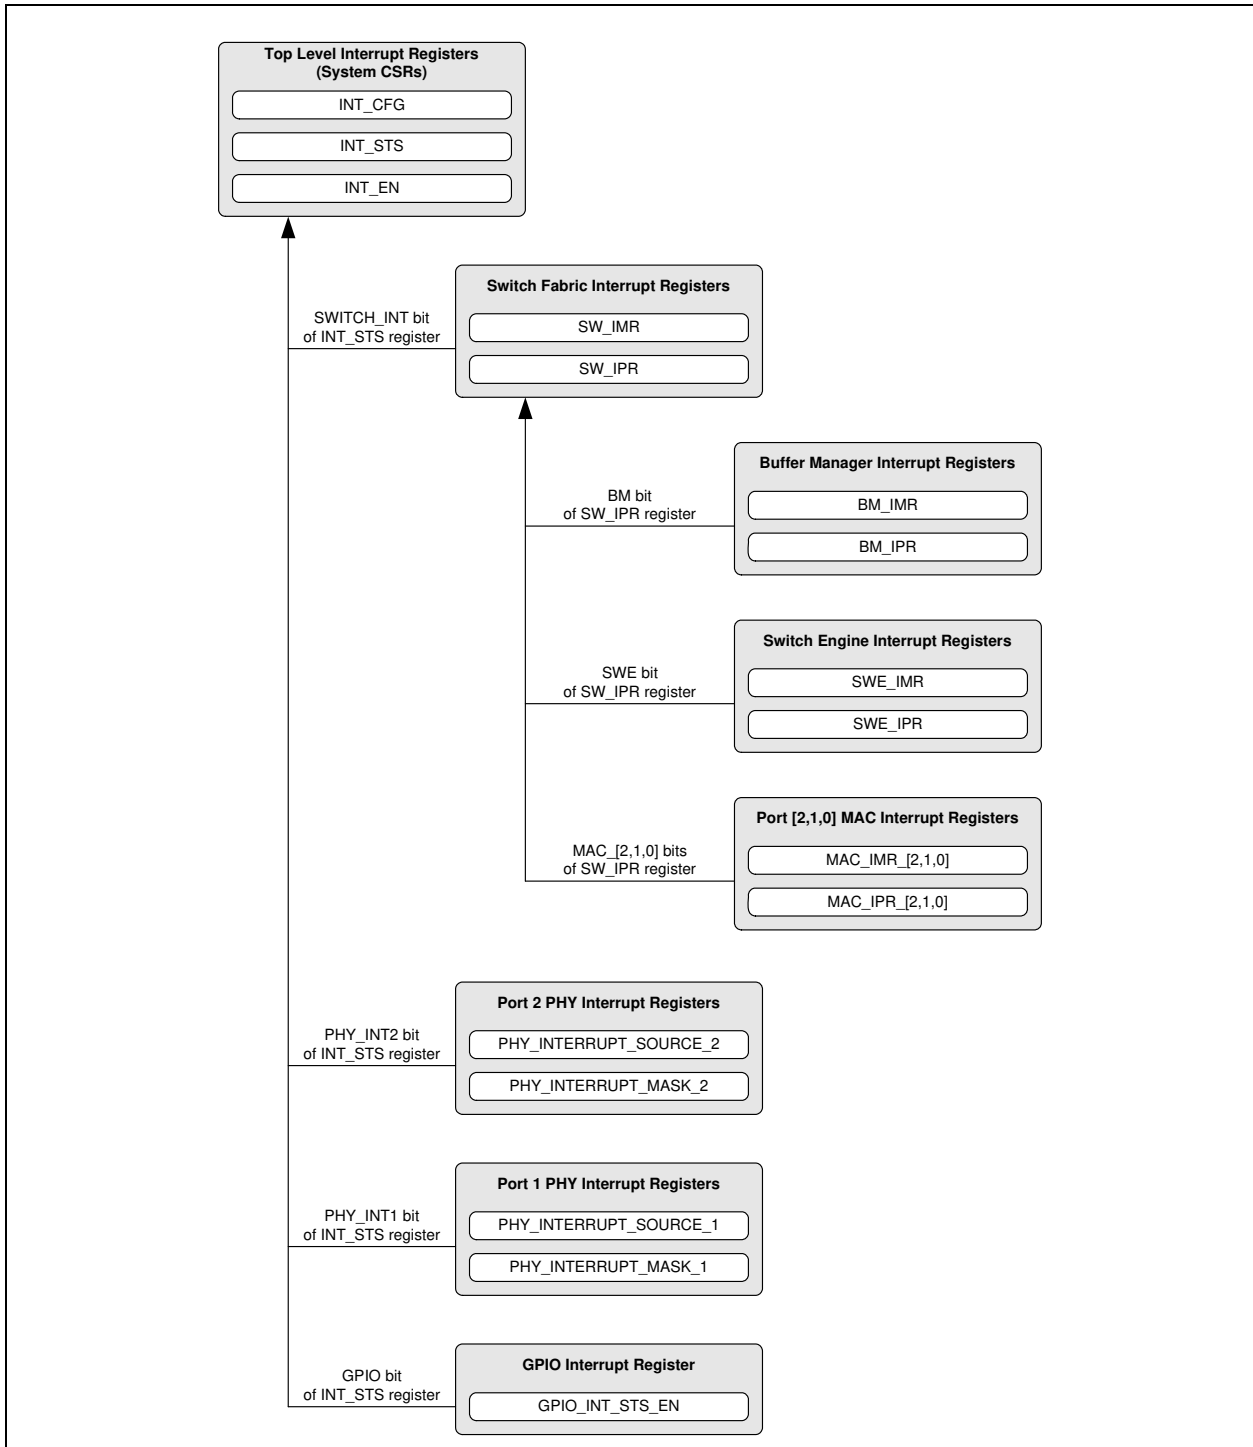 Top Level Interrupt Registers
(System CSRs)
INT_CFG
INT_STS
INT_EN
Switch Fabric Interrupt Registers
SWITCH_INT bit
of INT_STS register
SW_IMR
SW_IPR
Buffer Manager Interrupt Registers
BM bit
of SW_IPR register
BM_IMR
BM_IPR
Switch Engine Interrupt Registers
SWE bit
of SW_IPR register
SWE_IMR
SWE_IPR
Port [2,1,0] MAC Interrupt Registers
MAC_[2,1,0] bits
of SW_IPR register
MAC_IMR_[2,1,0]
MAC_IPR_[2,1,0]
Port 2 PHY Interrupt Registers
PHY_INT2 bit
of INT_STS register
PHY_INTERRUPT_SOURCE_2
PHY_INTERRUPT_MASK_2
Port 1 PHY Interrupt Registers
PHY_INT1 bit
of INT_STS register
PHY_INTERRUPT_SOURCE_1
PHY_INTERRUPT_MASK_1
GPIO Interrupt Register
GPIO bit
of INT_STS register
GPIO_INT_STS_EN